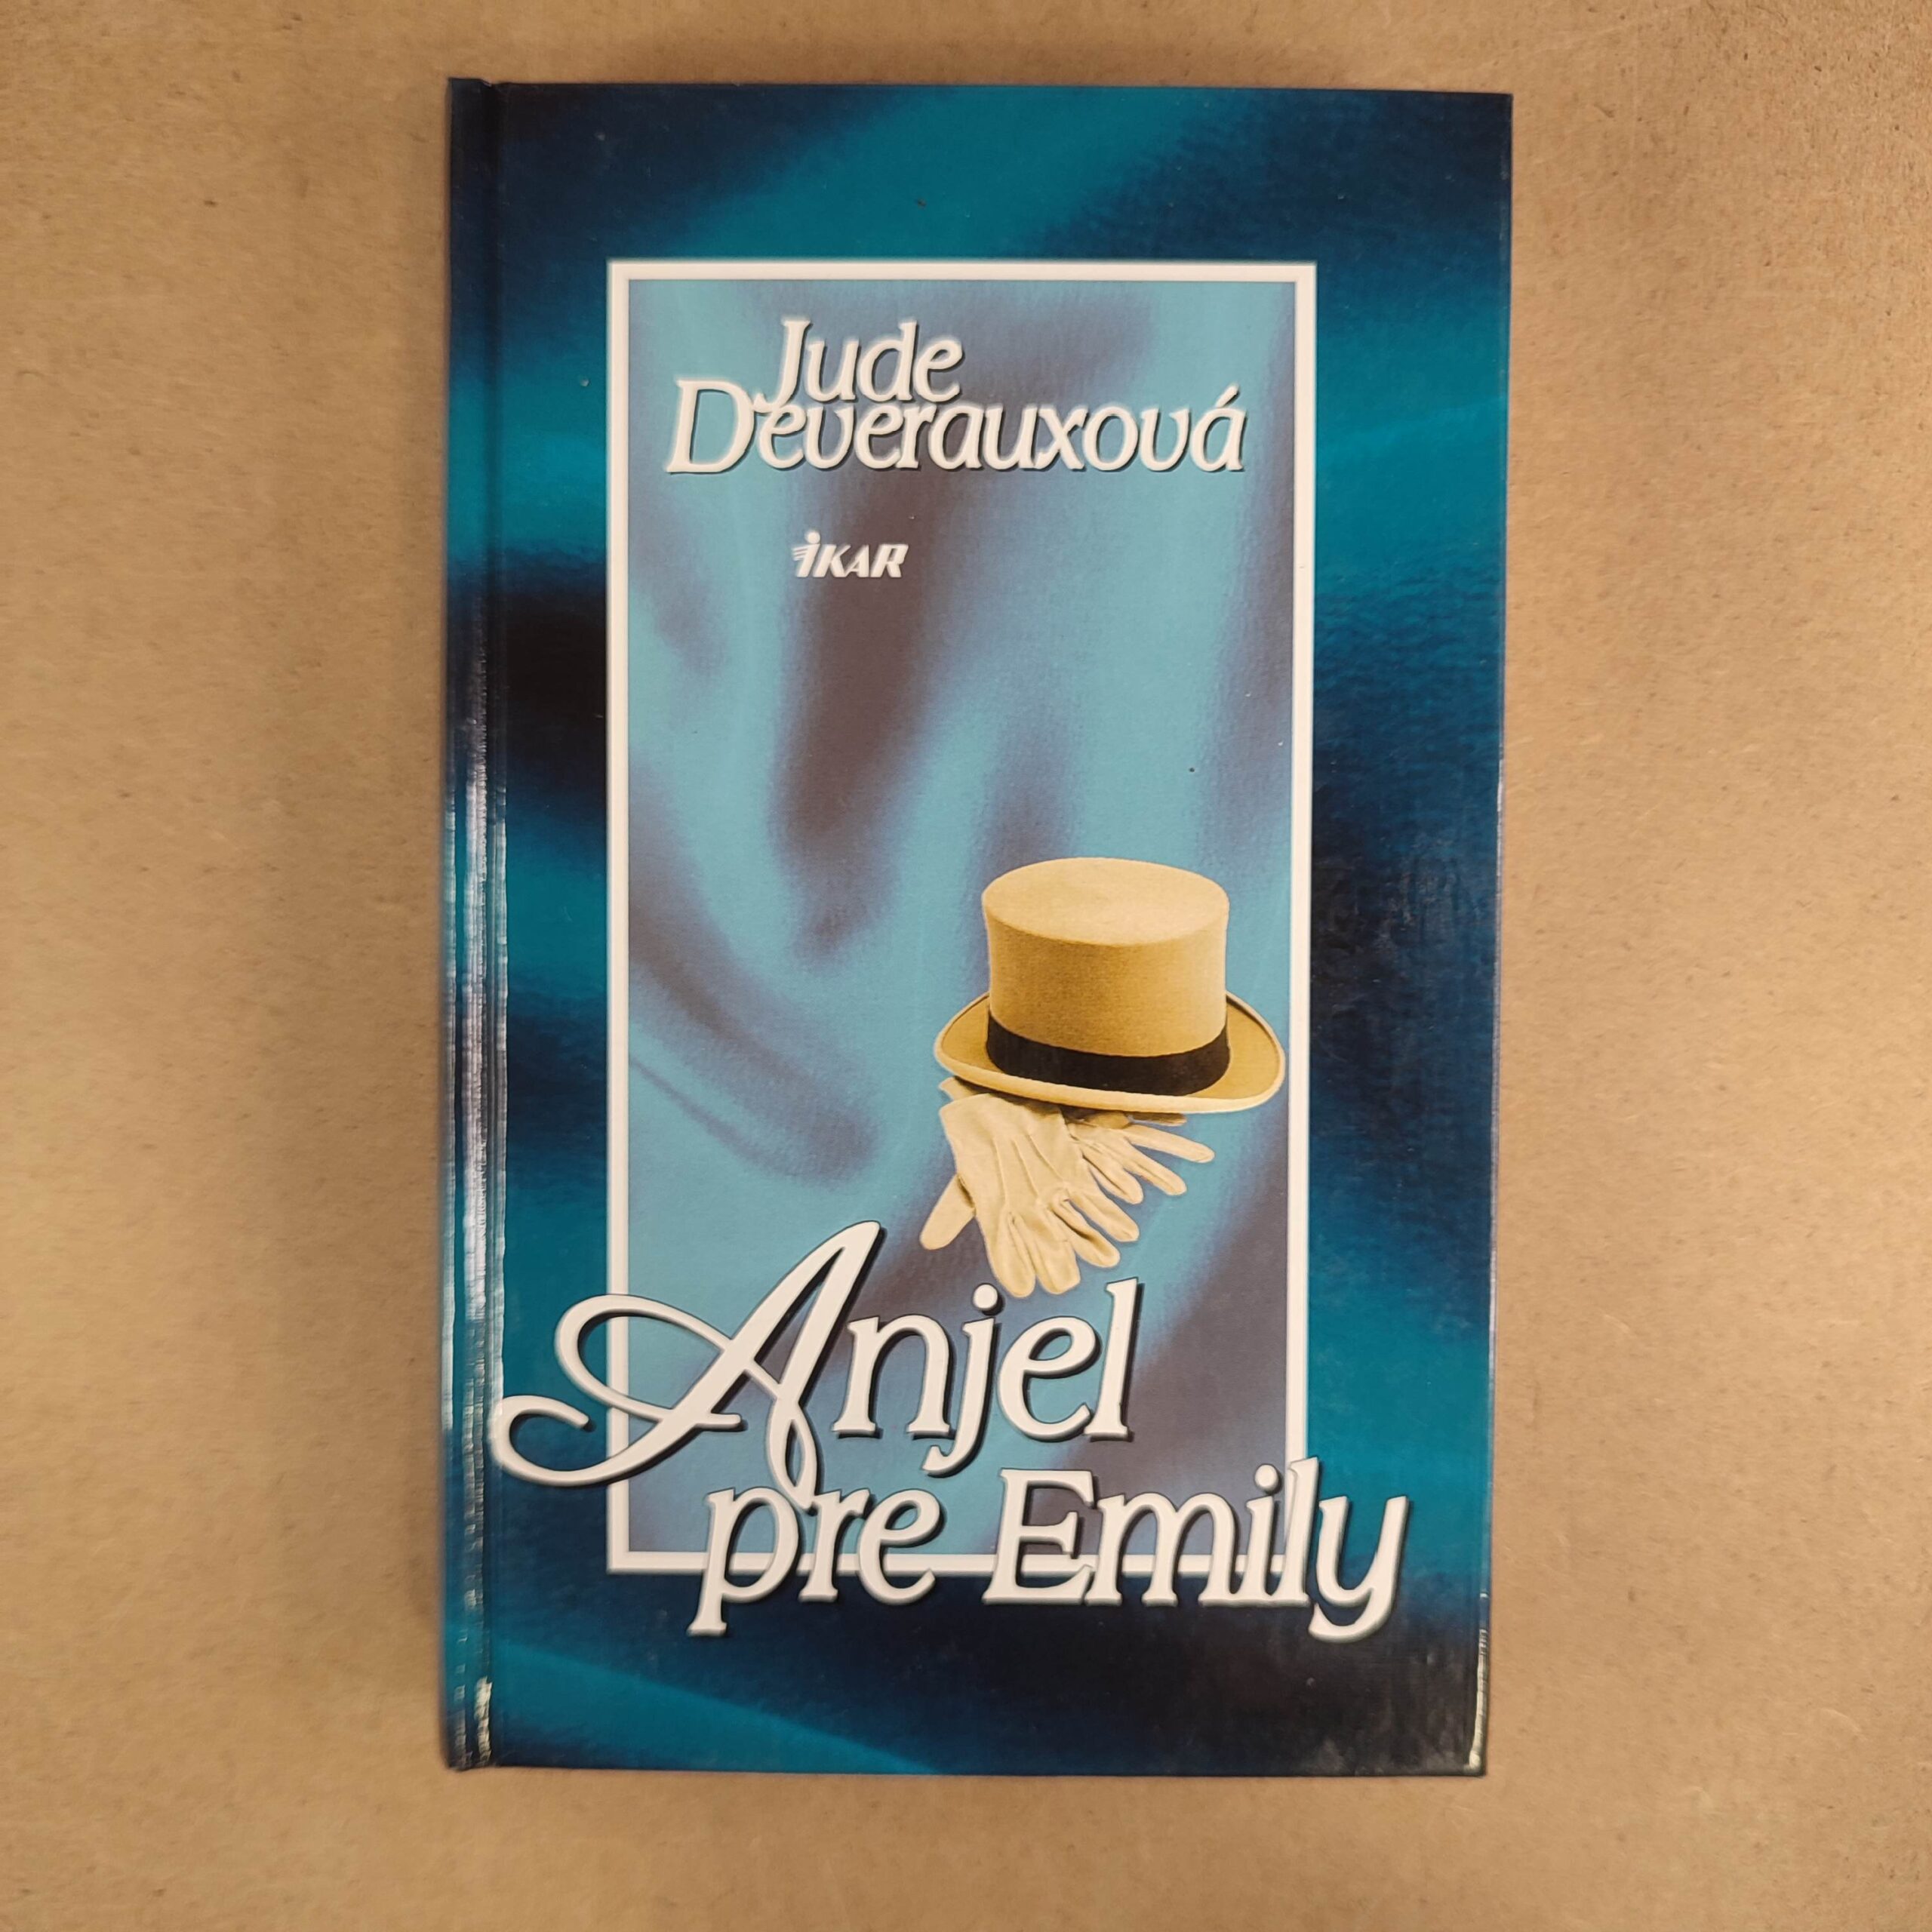 Jude
Deverauxová
iKAR
Anjel
pre Emily